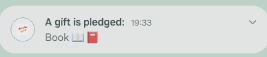 A gift is pledged: 19:33
Book 📖 📕